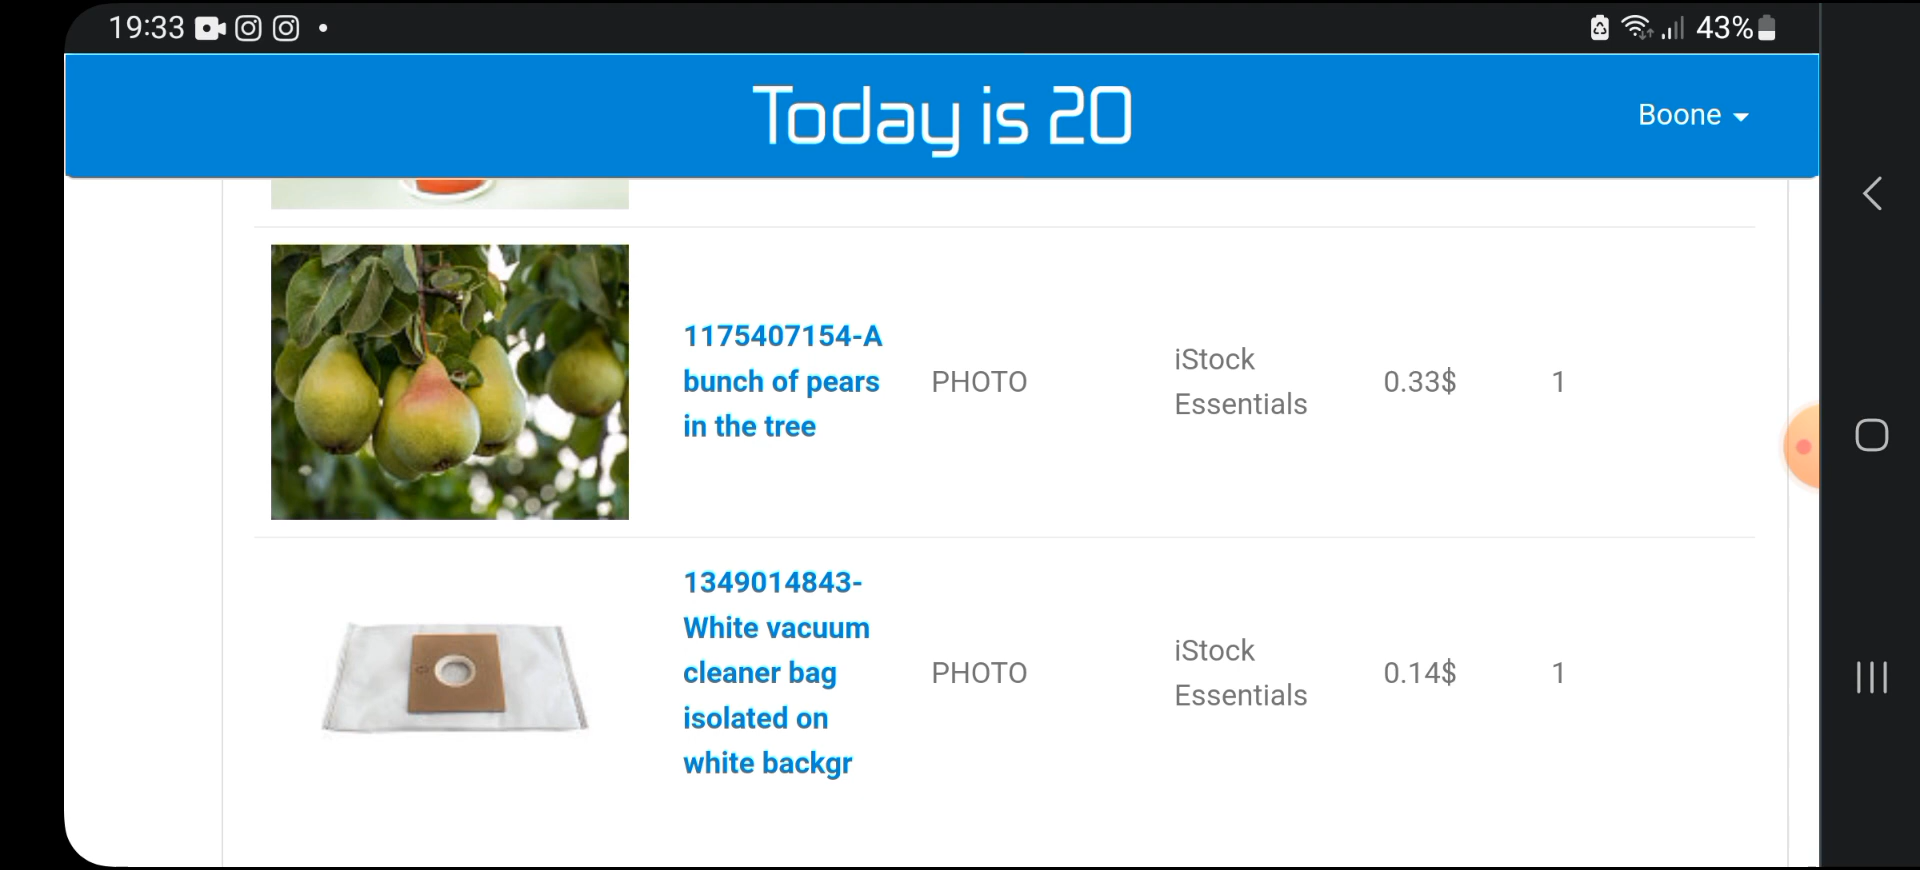 19:33
43%
Today is 20
Boone
1175407154-A
bunch of pears
in the tree
PHOTO
iStock
Essentials
0.33$
1
1349014843-
White vacuum
cleaner bag
isolated on
white backgr
PHOTO
iStock
Essentials
0.14$
1